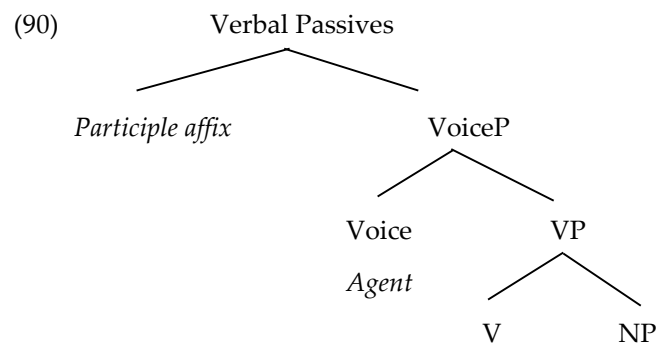 (90) Verbal Passives
Participle affix VoiceP
Voice VP
Agent
V NP